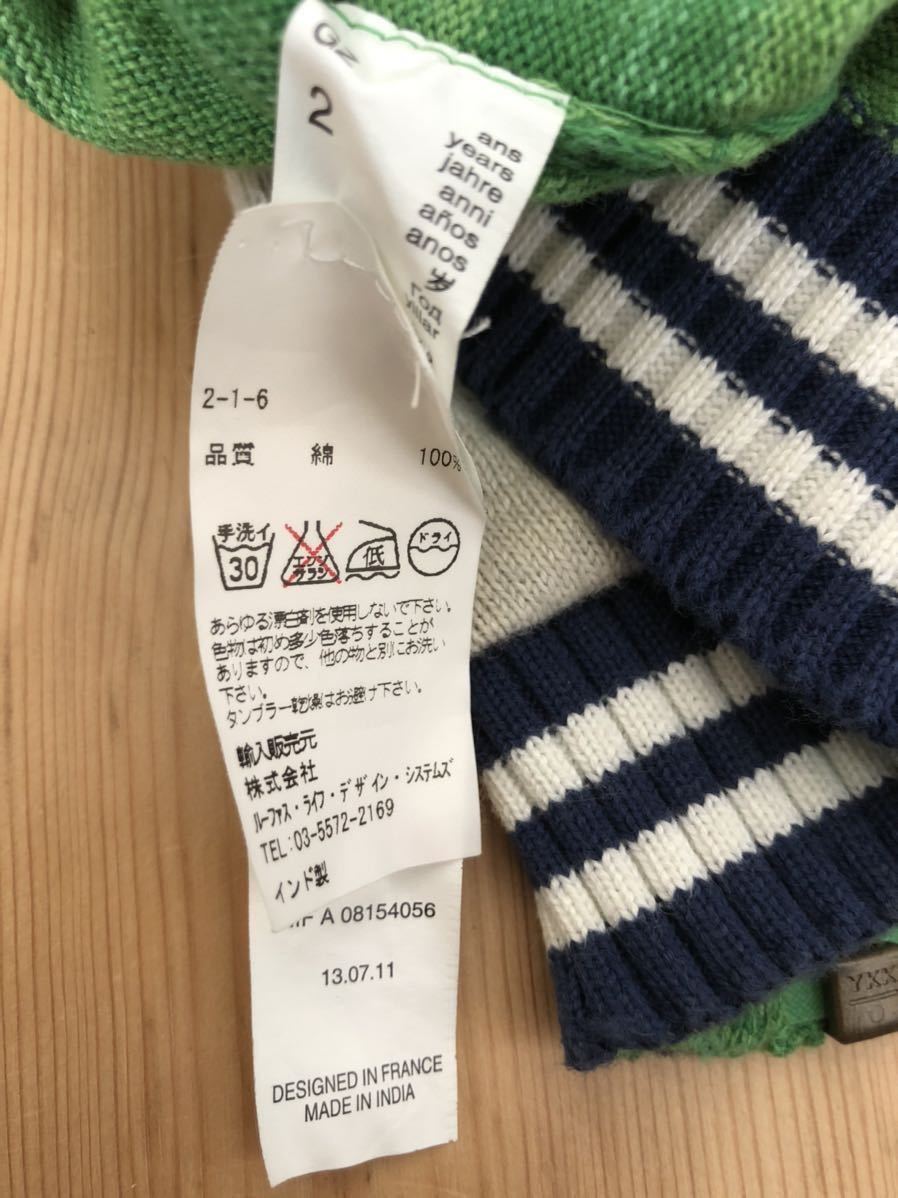 2
ans
years
jahre
anni
años
anos
岁
год
2-1-6
品質 綿 100%
手洗イ
30
エンソ
サラシ
低
ドライ
あらゆる漂白剤を使用しないで下さい。
色物は初め多少色落ちすることが
ありますので、他の物と別にお洗い
下さい。
タンブラー乾燥はお避け下さい。
輸入販売元
株式会社
ルーファス・ライフ・デザイン・システムズ
TEL:03-5572-2169
インド製
A 08154056
13.07.11
DESIGNED IN FRANCE
MADE IN INDIA
YKK